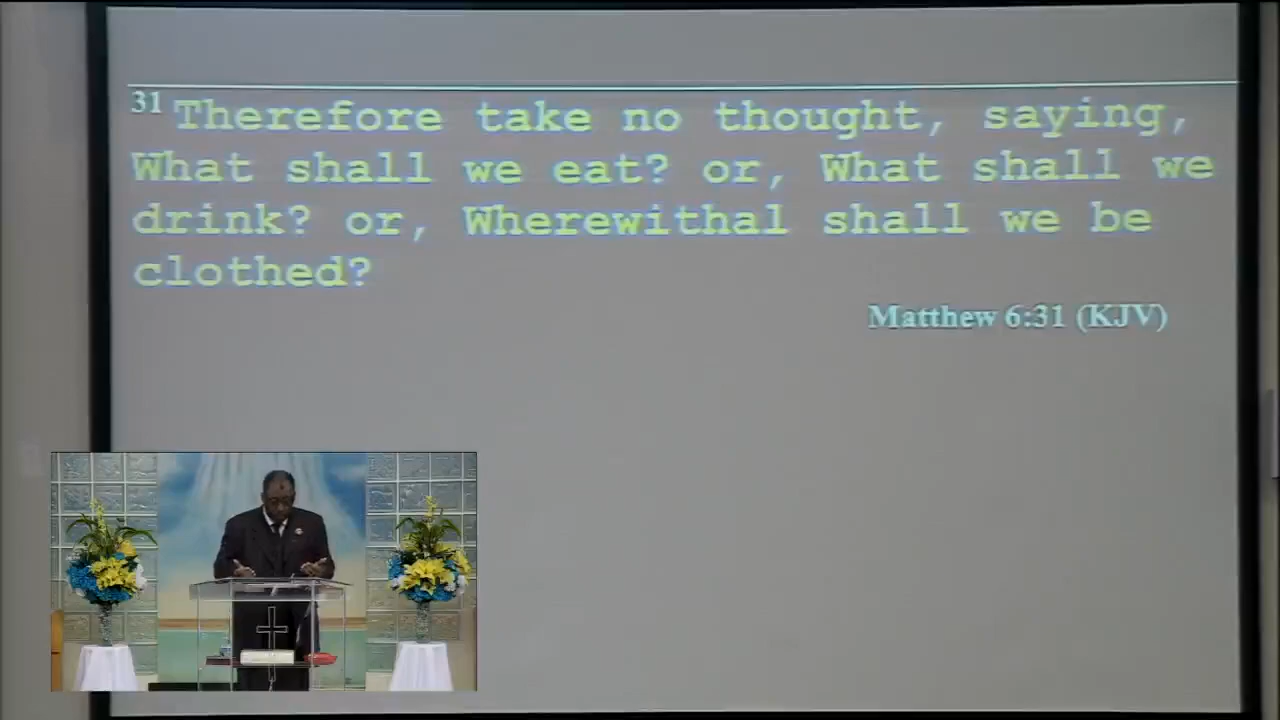 31 Therefore take no thought, saying,
What shall we eat? or, What shall we
drink? or, Wherewithal shall we be
clothed?
Matthew 6:31 (KJV)